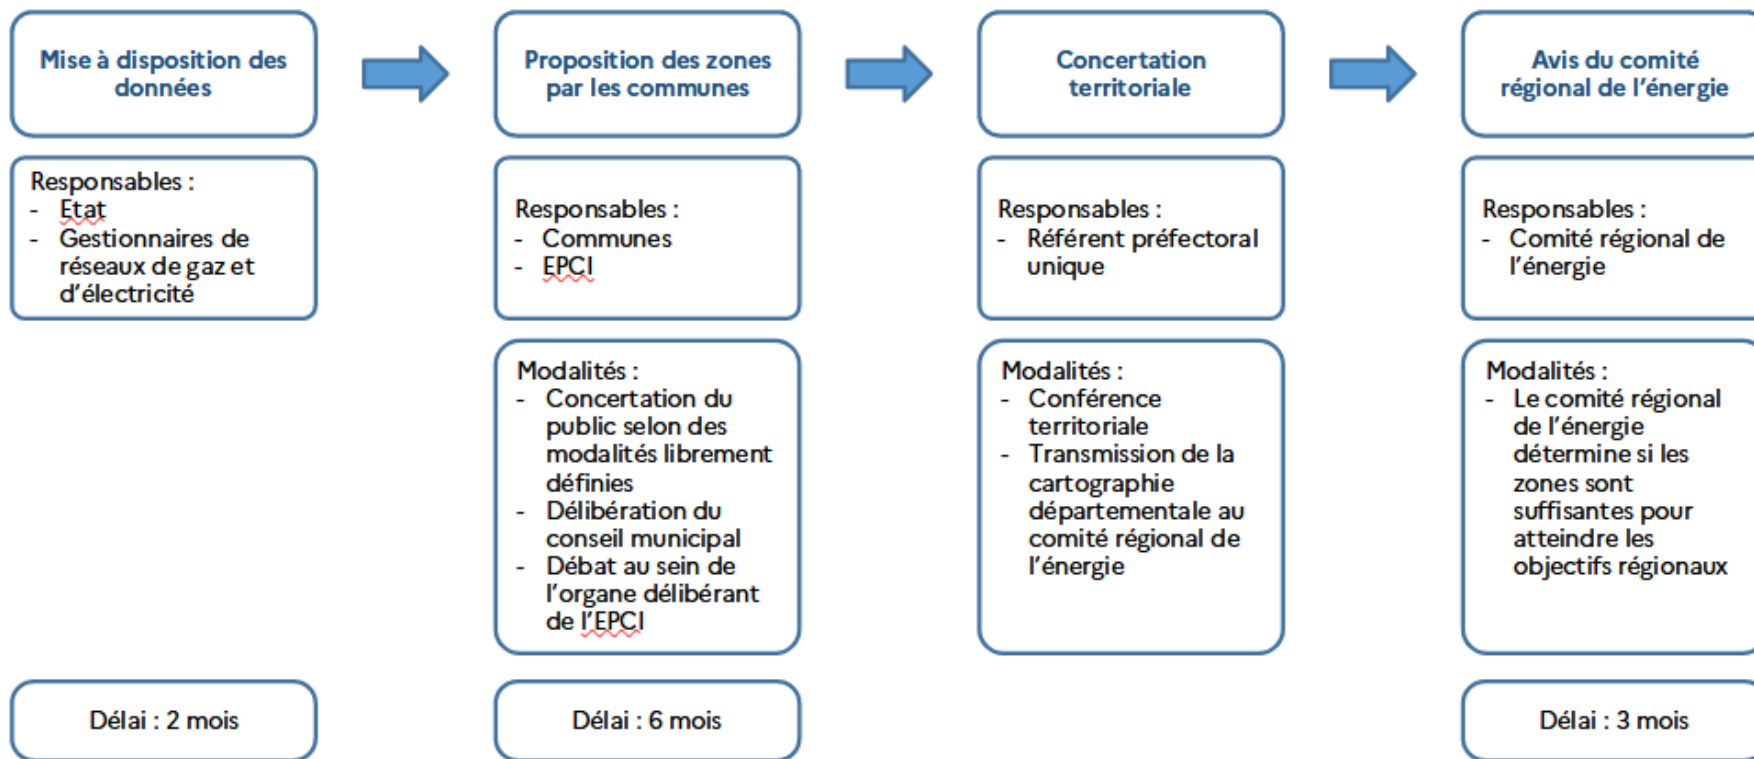 Mise à disposition des
données
Proposition des zones
par les communes
Concertation
territoriale
Avis du comité
régional de l'énergie
Responsables :
- Etat
- Gestionnaires de
réseaux de gaz et
d'électricité
Responsables :
- Communes
- EPCI
Responsables :
- Référent préfectoral
unique
Responsables :
- Comité régional de
l'énergie
Modalités :
- Concertation du
public selon des
modalités librement
définies
- Délibération du
conseil municipal
- Débat au sein de
l'organe délibérant
de l'EPCI
Modalités :
- Conférence
territoriale
- Transmission de la
cartographie
départementale au
comité régional de
l'énergie
Modalités :
- Le comité régional
de l'énergie
détermine si les
zones sont
suffisantes pour
atteindre les
objectifs régionaux
Délai : 2 mois
Délai : 6 mois
Délai : 3 mois